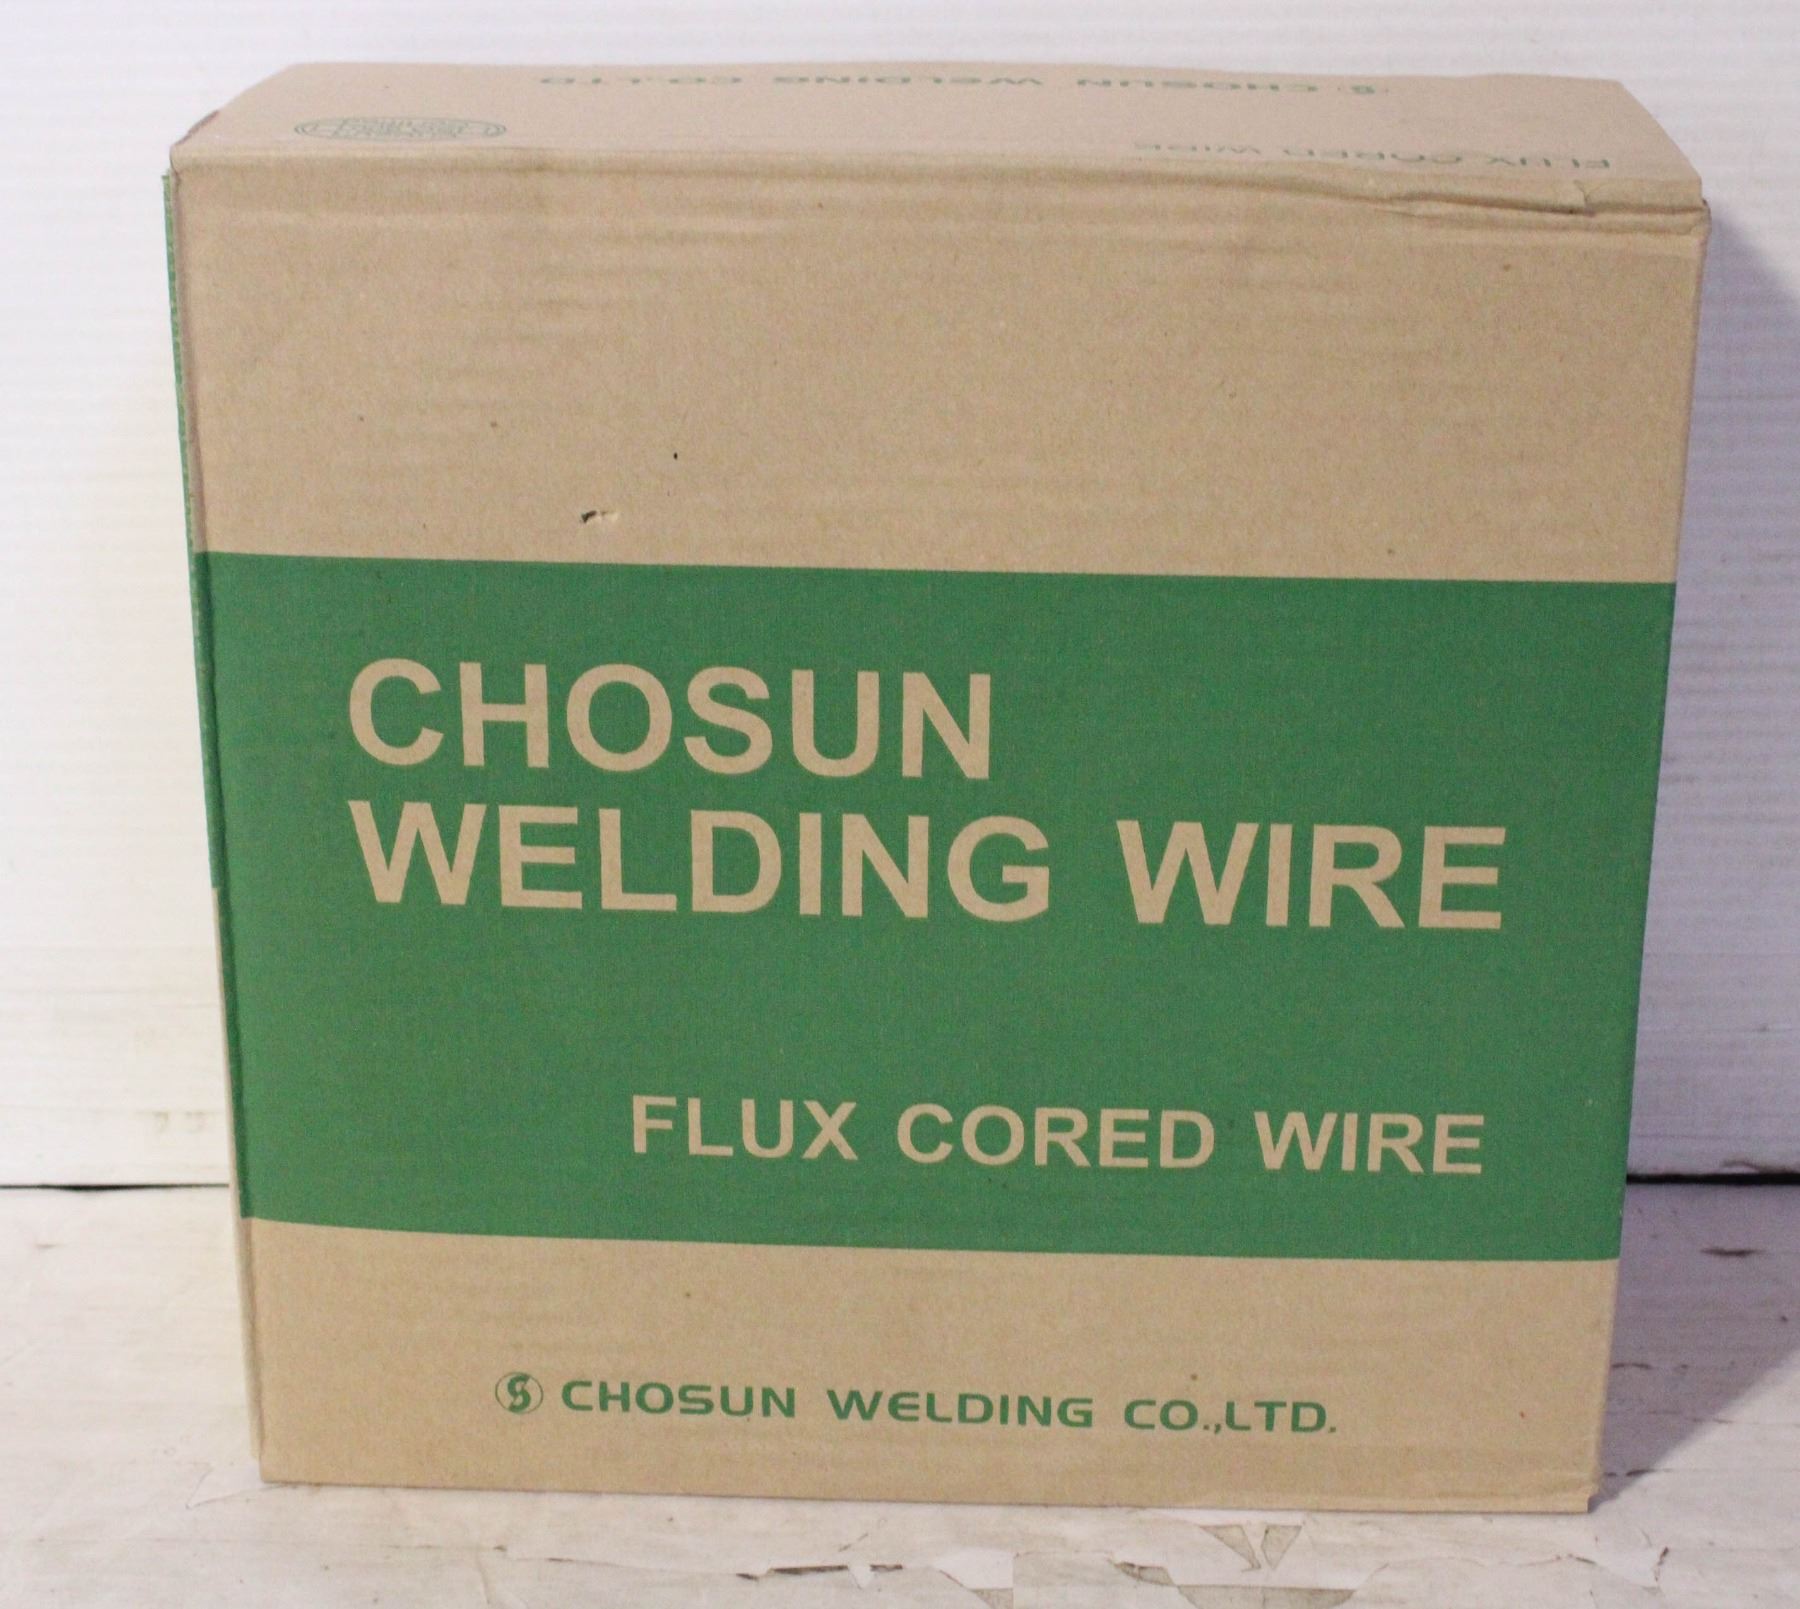 CHOSUN WELDING CO.,LTD
FLUX CORED WIRE
CHOSUN
WELDING WIRE
FLUX CORED WIRE
CHOSUN WELDING CO.,LTD.